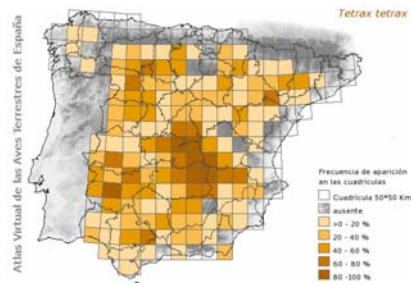 Tetrax tetrax
Atlas Virtual de las Aves Terrestres de España
Frecuencia de aparición
en las cuadrículas
Cuadrícula 50*50 Km
ausente
>0 - 20 %
20 - 40 %
40 - 60 %
60 - 80 %
80 -100 %